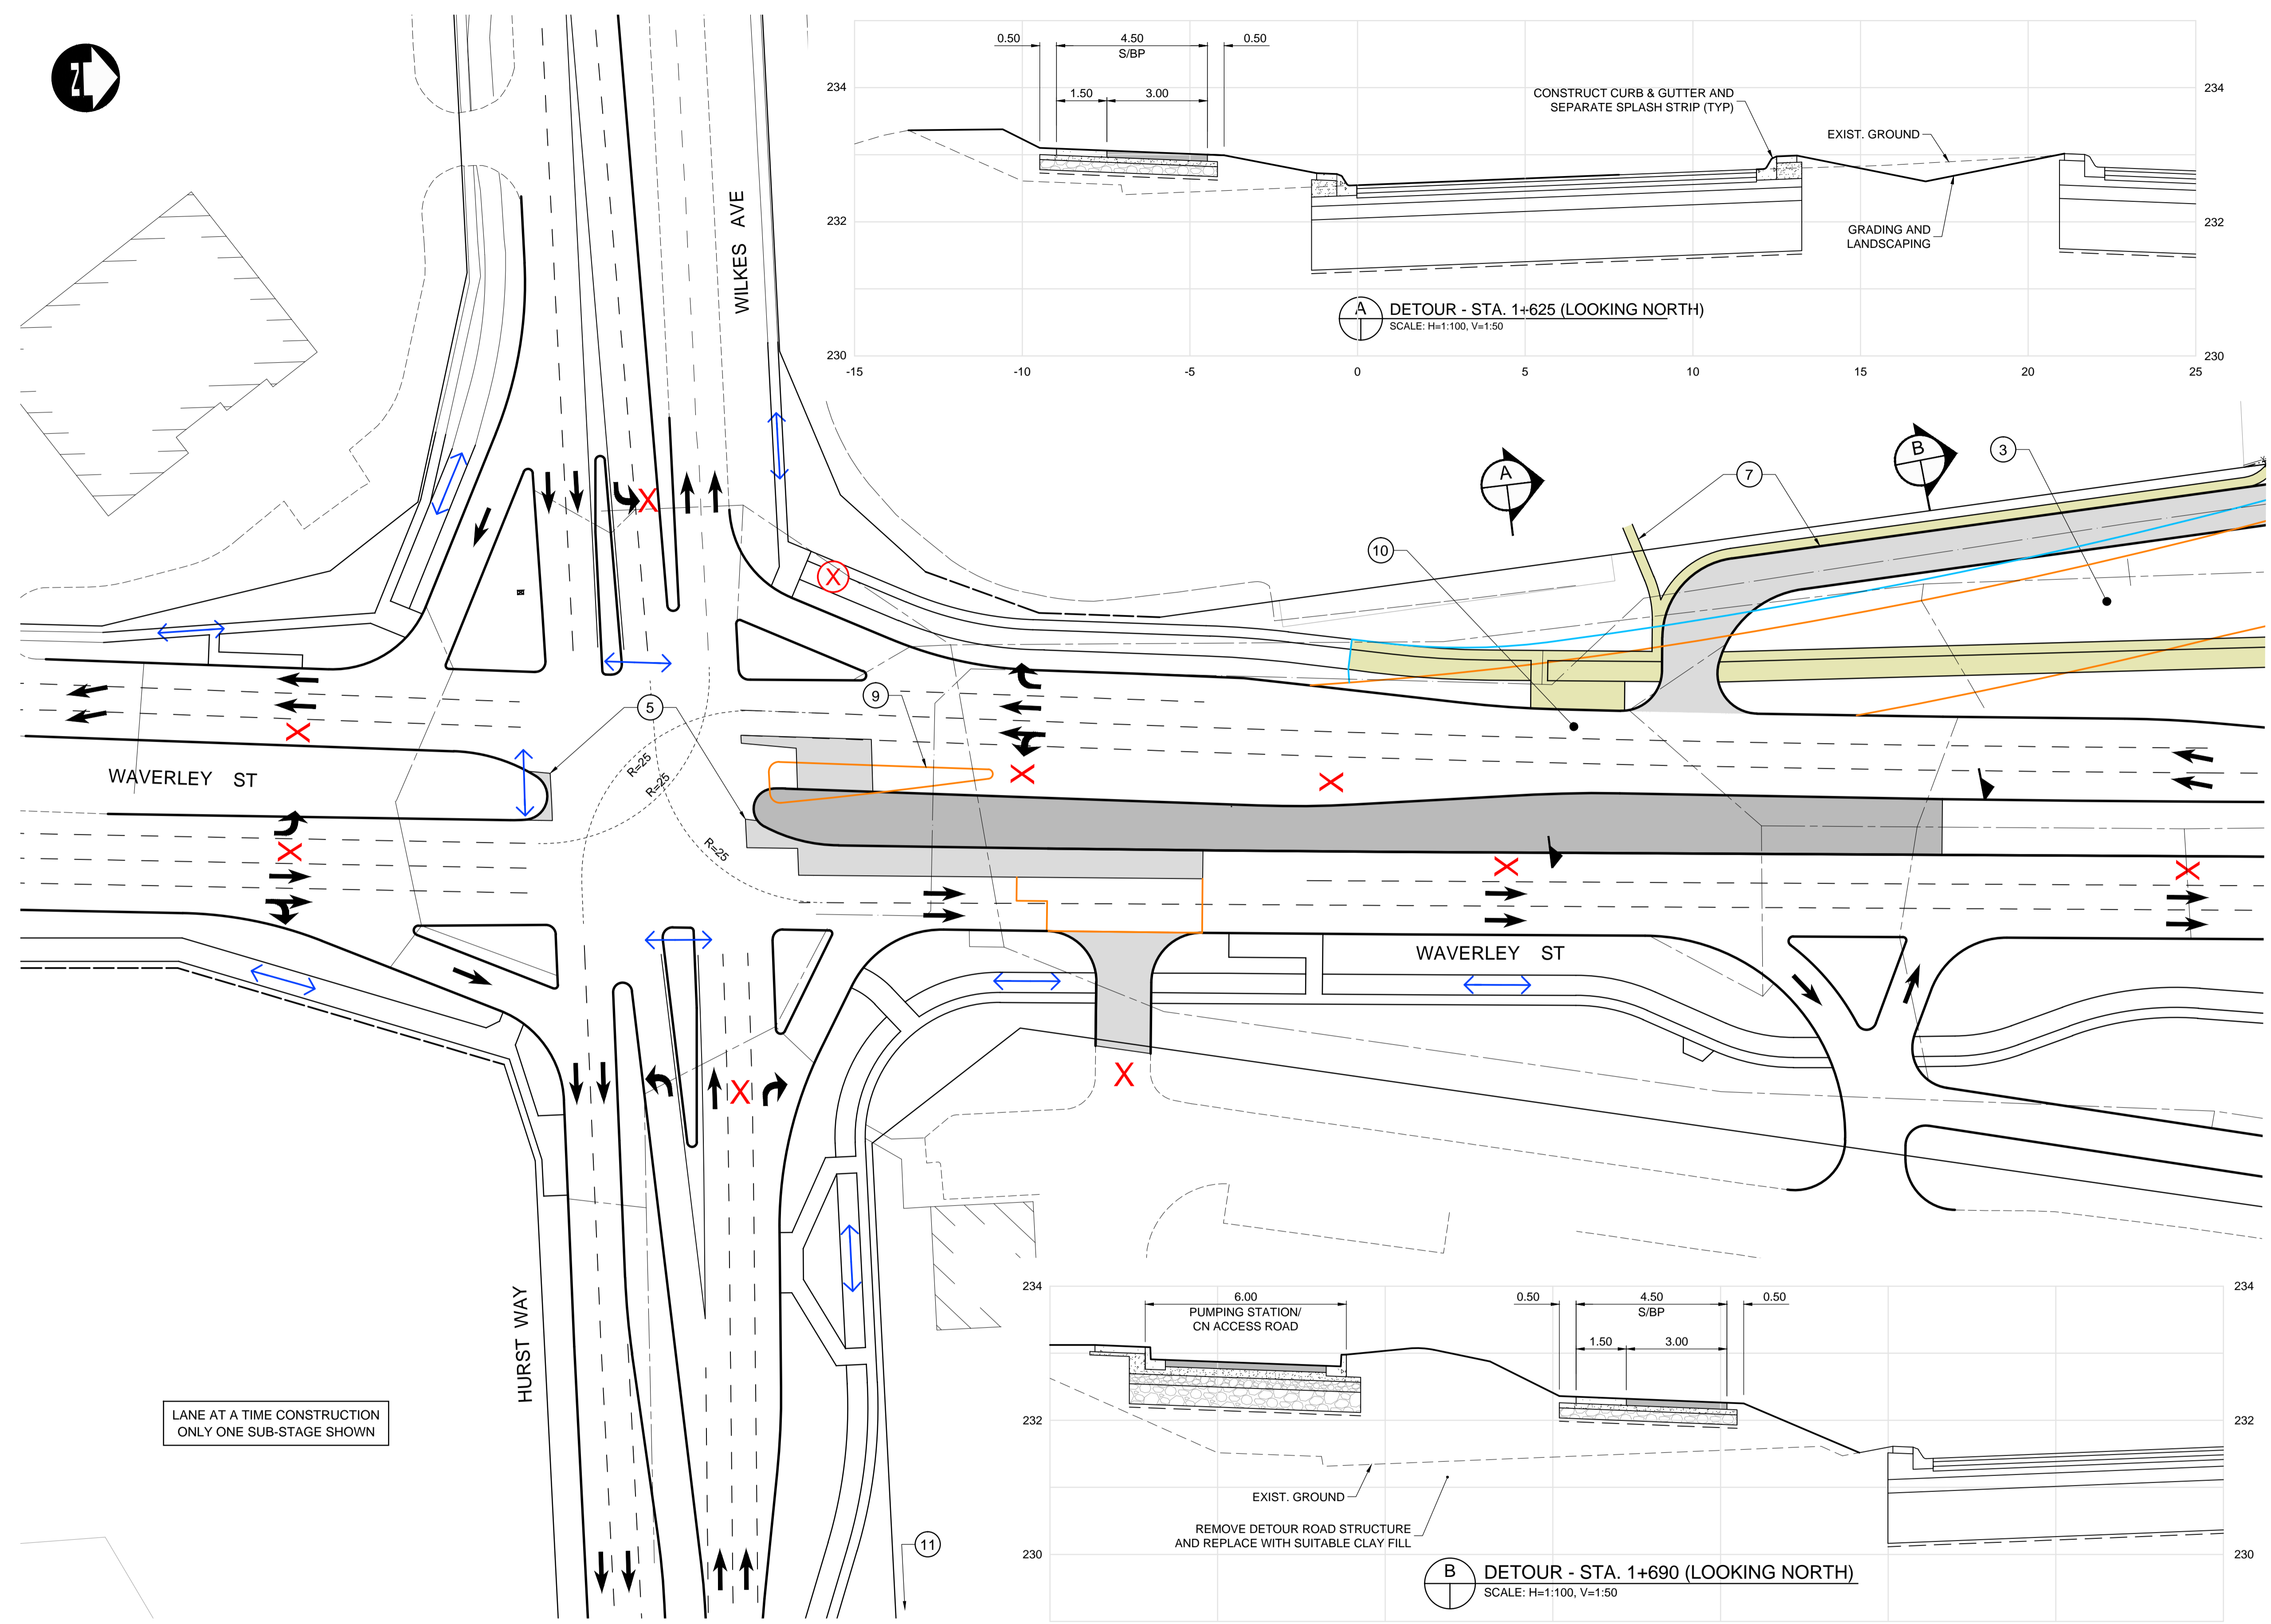 N
0.50
4.50
0.50
S/BP
1.50
3.00
CONSTRUCT CURB & GUTTER AND
SEPARATE SPLASH STRIP (TYP)
EXIST. GROUND
GRADING AND
LANDSCAPING
234
232
230
234
232
230
A
DETOUR - STA. 1+625 (LOOKING NORTH)
SCALE: H=1:100, V=1:50
-15
-10
-5
0
5
10
15
20
25
WILKES AVE
X
X
A
B
3
7
10
9
5
X
X
X
R=25
R=25
R=25
WAVERLEY ST
X
X
X
WAVERLEY ST
X
X
HURST WAY
LANE AT A TIME CONSTRUCTION
ONLY ONE SUB-STAGE SHOWN
11
234
232
230
234
232
230
6.00
PUMPING STATION/
CN ACCESS ROAD
0.50
4.50
0.50
S/BP
1.50
3.00
EXIST. GROUND
REMOVE DETOUR ROAD STRUCTURE
AND REPLACE WITH SUITABLE CLAY FILL
B
DETOUR - STA. 1+690 (LOOKING NORTH)
SCALE: H=1:100, V=1:50